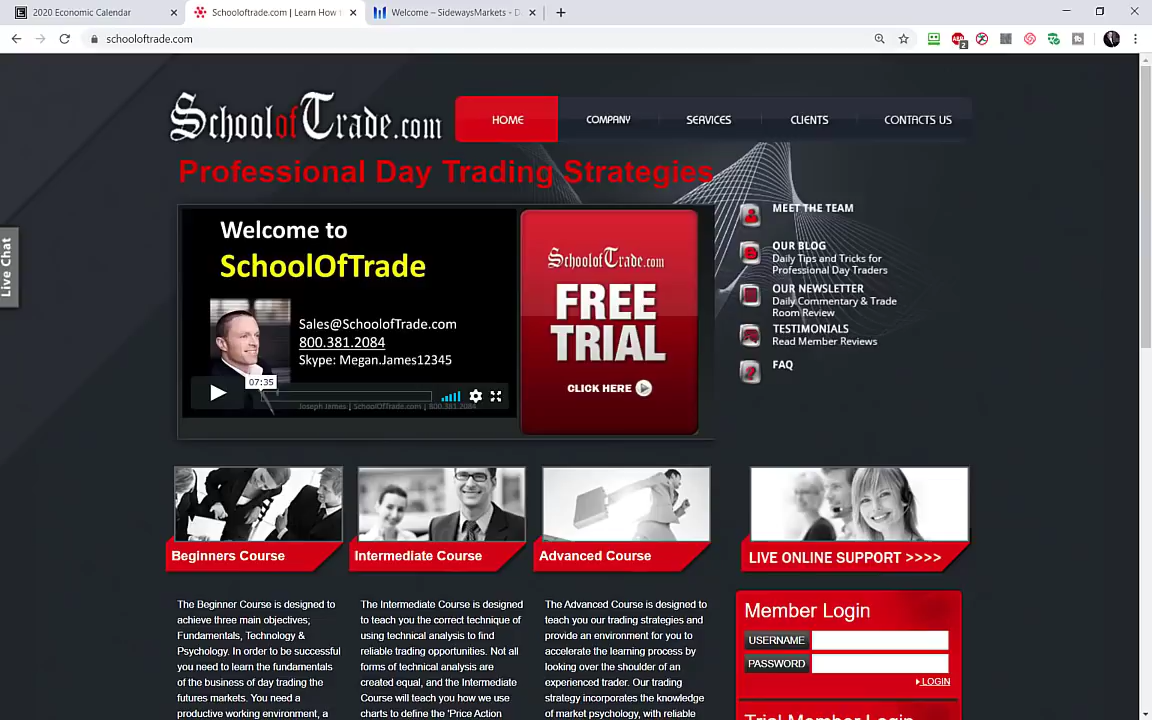 2020 Economic Calendar
Schooloftrade.com | Learn How
Welcome – SidewaysMarkets - D
schooloftrade.com
2
SchoolofTrade.com
HOME
COMPANY
SERVICES
CLIENTS
CONTACTS US
Professional Day Trading Strategies
Live Chat
Welcome to
SchoolOfTrade
Sales@SchoolofTrade.com
800.381.2084
Skype: Megan.James12345
07:35
Joseph James | SchoolOfTrade.com | 800.381.2084
SchoolofTrade.com
FREE
TRIAL
CLICK HERE
MEET THE TEAM
OUR BLOG
Daily Tips and Tricks for
Professional Day Traders
OUR NEWSLETTER
Daily Commentary & Trade
Room Review
TESTIMONIALS
Read Member Reviews
FAQ
Beginners Course
Intermediate Course
Advanced Course
LIVE ONLINE SUPPORT >>>>
The Beginner Course is designed to
achieve three main objectives;
Fundamentals, Technology &
Psychology. In order to be successful
you need to learn the fundamentals
of the business of day trading the
futures markets. You need a
productive working environment, a
The Intermediate Course is designed
to teach you the correct technique of
using technical analysis to find
reliable trading opportunities. Not all
forms of technical analysis are
created equal, and the Intermediate
Course will teach you how we use
charts to define the 'Price Action
The Advanced Course is designed to
teach you our trading strategies and
provide an environment for you to
accelerate the learning process by
looking over the shoulder of an
experienced trader. Our trading
strategy incorporates the knowledge
of market psychology, with reliable
Member Login
USERNAME
PASSWORD
LOGIN
Trial Member Login